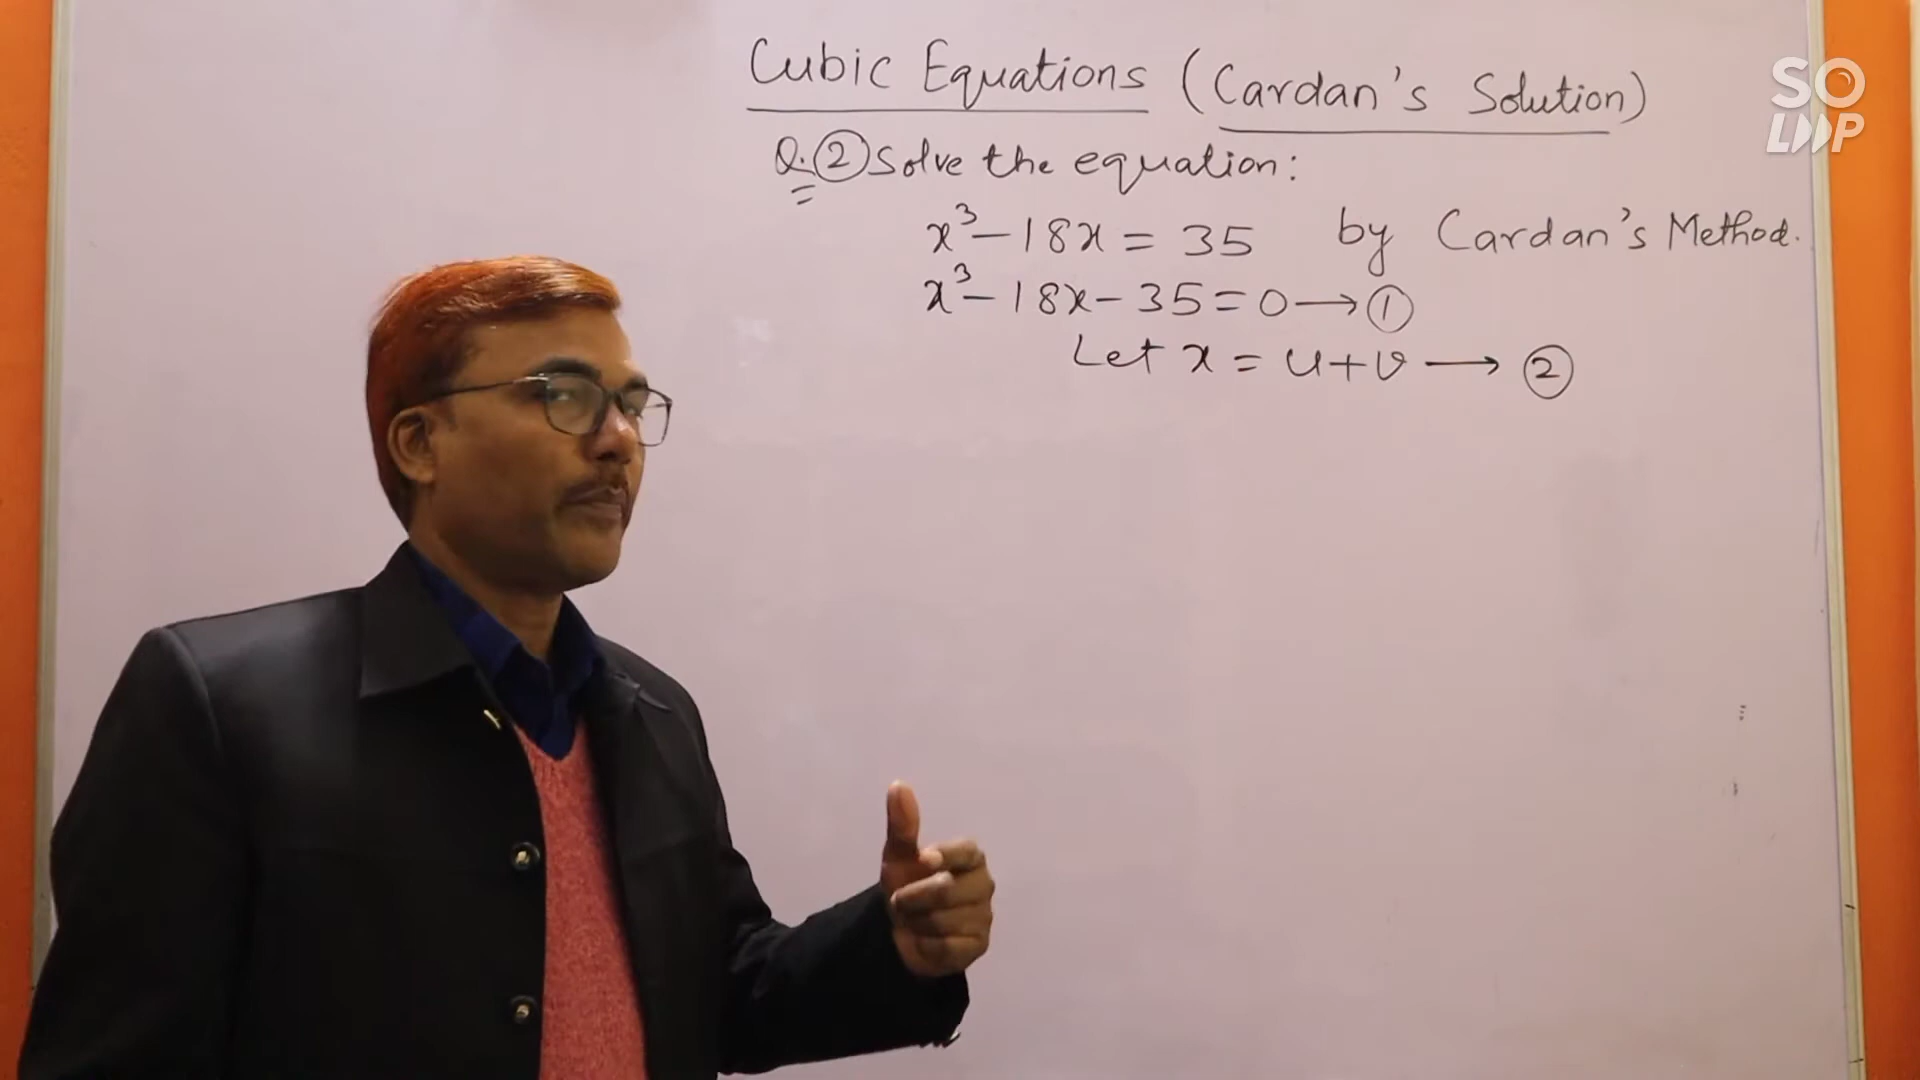 Cubic Equations (Cardan's Solution)
Q. ② Solve the equation:
x³ - 18x = 35 by Cardan's Method.
x³ - 18x - 35 = 0 → ①
Let x = u + v → ②
SO
LOOP